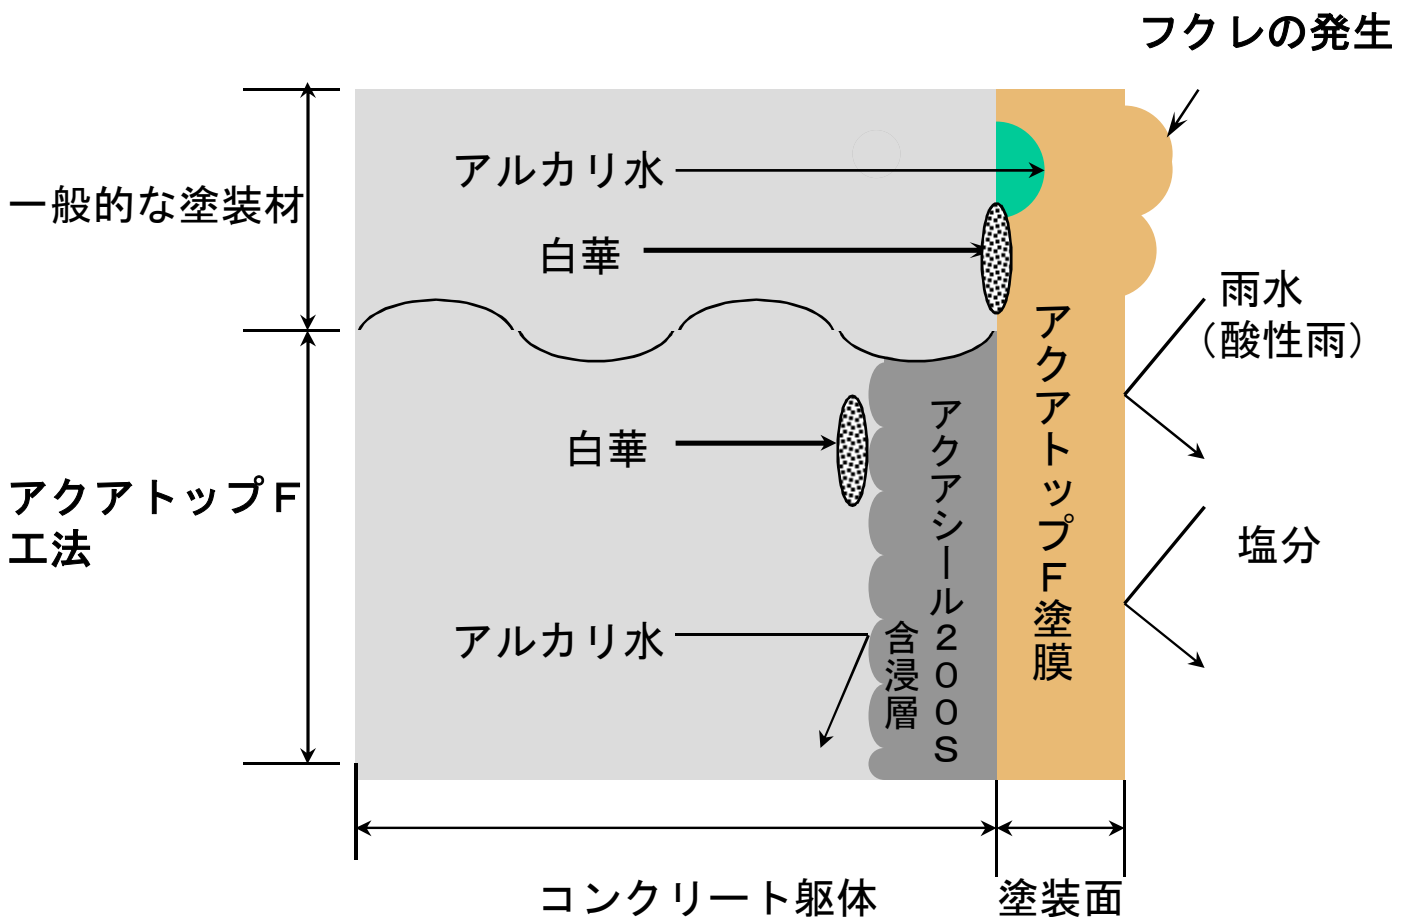 フクレの発生
アルカリ水
一般的な塗装材
白華
雨水
（酸性雨）
アクアトップＦ塗膜
アクアシール２００Ｓ
含浸層
白華
アクアトップＦ
工法
塩分
アルカリ水
コンクリート躯体
塗装面